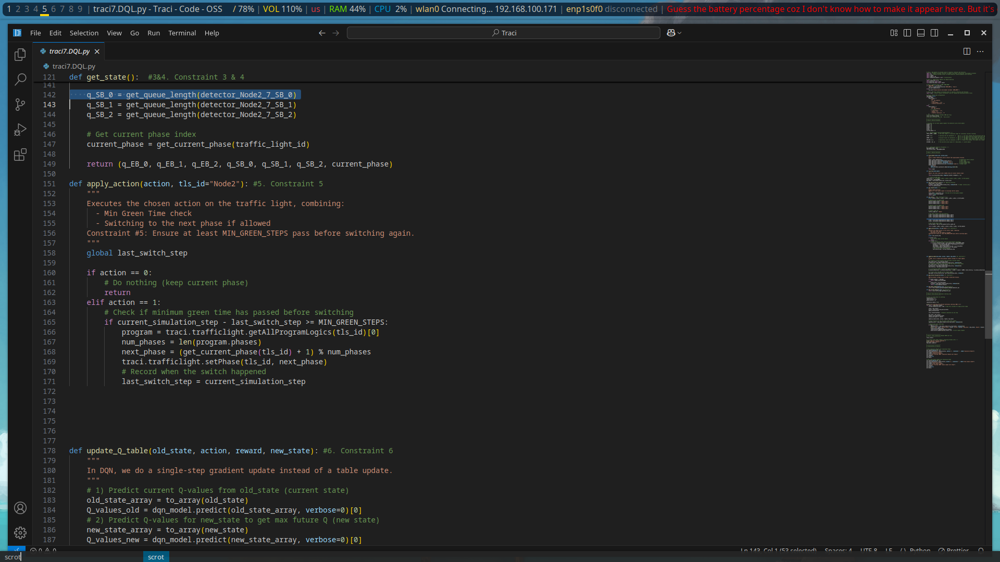 1 2 3 4 5 6 7 8 9 | traci7.DQL.py - Traci - Code - OSS / 78% | VOL 110% | us | RAM 44% | CPU 2% | wlan0 Connecting... 192.168.100.171 | enp1s0f0 disconnected | Guess the battery percentage coz I don't know how to make it appear here. But it's
File Edit Selection View Go Run Terminal Help Traci
traci7.DQL.py
traci7.DQL.py
121 def get_state():  #3&4. Constraint 3 & 4
141
142     q_SB_0 = get_queue_length(detector_Node2_7_SB_0)
143     q_SB_1 = get_queue_length(detector_Node2_7_SB_1)
144     q_SB_2 = get_queue_length(detector_Node2_7_SB_2)
145
146     # Get current phase index
147     current_phase = get_current_phase(traffic_light_id)
148
149     return (q_EB_0, q_EB_1, q_EB_2, q_SB_0, q_SB_1, q_SB_2, current_phase)
150
151 def apply_action(action, tls_id="Node2"): #5. Constraint 5
152     """
153     Executes the chosen action on the traffic light, combining:
154       - Min Green Time check
155       - Switching to the next phase if allowed
156     Constraint #5: Ensure at least MIN_GREEN_STEPS pass before switching again.
157     """
158     global last_switch_step
159
160     if action == 0:
161         # Do nothing (keep current phase)
162         return
163     elif action == 1:
164         # Check if minimum green time has passed before switching
165         if current_simulation_step - last_switch_step >= MIN_GREEN_STEPS:
166             program = traci.trafficlight.getAllProgramLogics(tls_id)[0]
167             num_phases = len(program.phases)
168             next_phase = (get_current_phase(tls_id) + 1) % num_phases
169             traci.trafficlight.setPhase(tls_id, next_phase)
170             # Record when the switch happened
171             last_switch_step = current_simulation_step
172
173
174
175
176
177
178 def update_Q_table(old_state, action, reward, new_state): #6. Constraint 6
179     """
180     In DQN, we do a single-step gradient update instead of a table update.
181     """
182     # 1) Predict current Q-values from old_state (current state)
183     old_state_array = to_array(old_state)
184     Q_values_old = dqn_model.predict(old_state_array, verbose=0)[0]
185     # 2) Predict Q-values for new_state to get max future Q (new state)
186     new_state_array = to_array(new_state)
187     Q_values_new = dqn_model.predict(new_state_array, verbose=0)[0]
0 0 Ln 143, Col 1 (53 selected) Spaces: 4 UTF-8 LF {} Python Prettier
scrot scrot